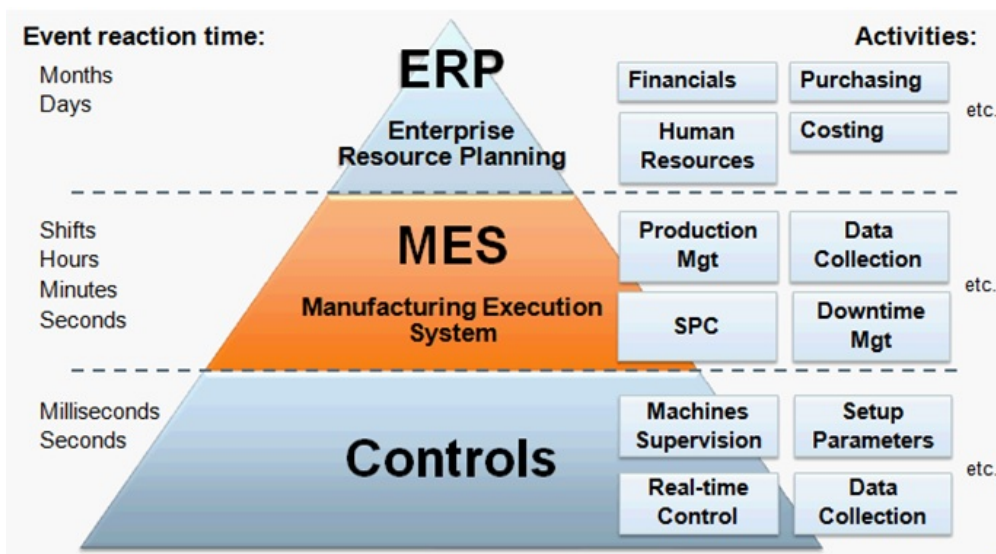 Event reaction time:
Activities:
Months
Days
ERP
Enterprise
Resource Planning
Financials
Purchasing
Human
Resources
Costing
etc.
Shifts
Hours
Minutes
Seconds
MES
Manufacturing Execution
System
Production
Mgt
Data
Collection
SPC
Downtime
Mgt
etc.
Milliseconds
Seconds
Controls
Machines
Supervision
Setup
Parameters
Real-time
Control
Data
Collection
etc.